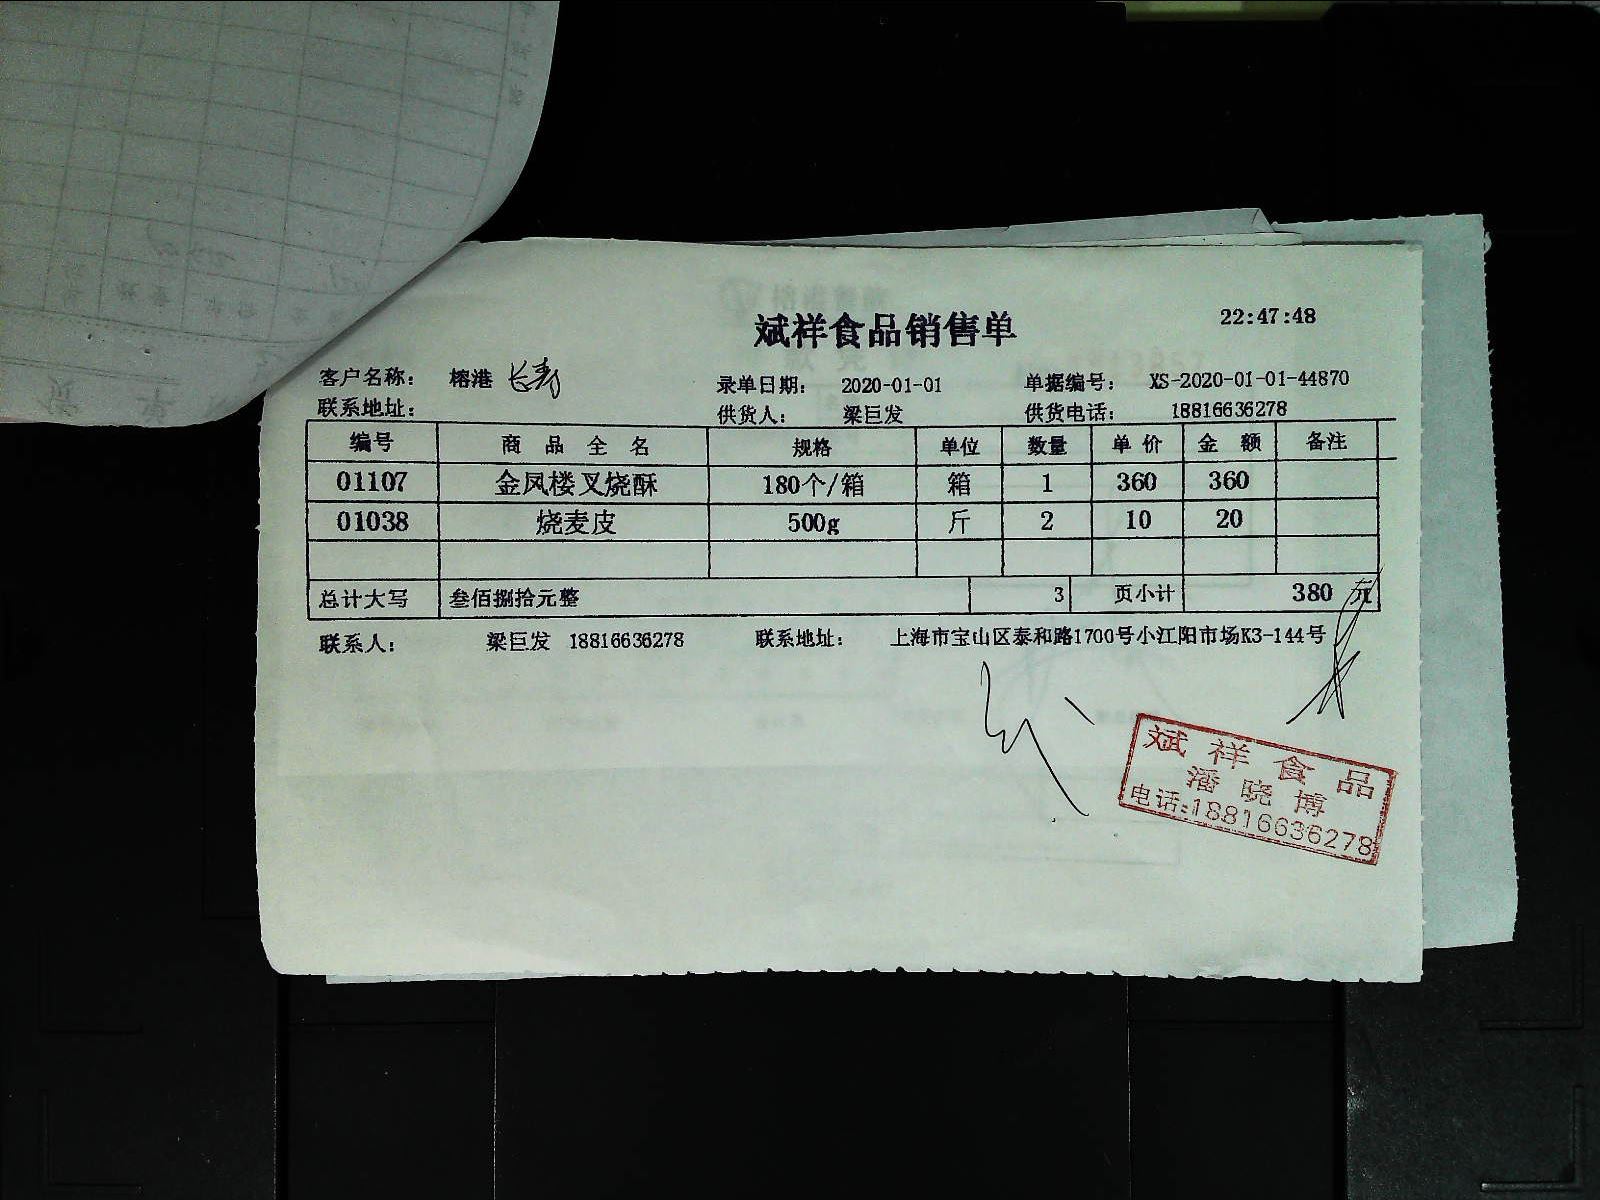 斌祥食品销售单
22:47:48
客户名称： 榕港 长寿 录单日期： 2020-01-01 单据编号： XS-2020-01-01-44870
联系地址： 供货人： 梁巨发 供货电话： 18816636278
编号 商品全名 规格 单位 数量 单价 金额 备注
01107 金凤楼叉烧酥 180个/箱 箱 1 360 360
01038 烧麦皮 500g 斤 2 10 20
总计大写 叁佰捌拾元整 3 页小计 380 元
联系人： 梁巨发 18816636278 联系地址： 上海市宝山区泰和路1700号小江阳市场K3-144号
斌祥食品
潘晓博
电话:18816636278